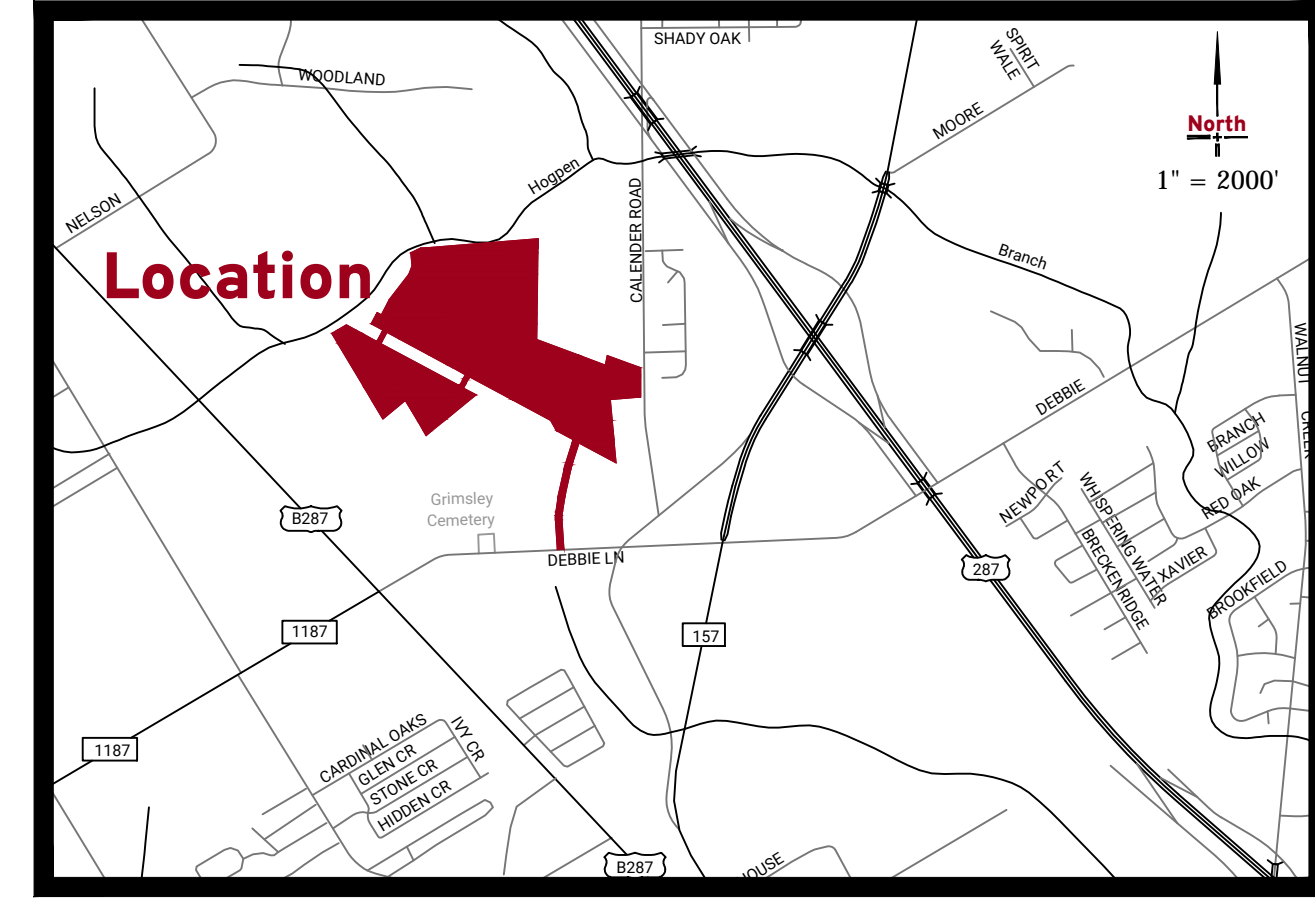 SHADY OAK
SPIRIT
WALE
WOODLAND
MOORE
North
1" = 2000'
Hogpen
NELSON
CALENDER ROAD
Location
Branch
WALNUT
CREEK
DEBBIE
BRANCH
WILLOW
RED OAK
NEWPORT
WHISPERING WATER
BRECKENRIDGE
XAVIER
BROOKFIELD
Grimsley
Cemetery
B287
DEBBIE LN
287
1187
157
1187
CARDINAL OAKS
IVY CR
GLEN CR
STONE CR
HIDDEN CR
B287
HOUSE